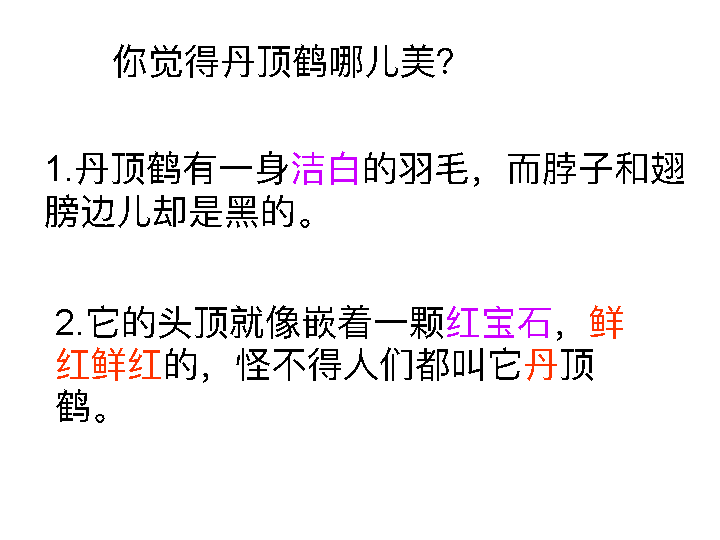 你觉得丹顶鹤哪儿美?
1.丹顶鹤有一身洁白的羽毛，而脖子和翅
膀边儿却是黑的。
2.它的头顶就像嵌着一颗红宝石，鲜
红鲜红的，怪不得人们都叫它丹顶
鹤。